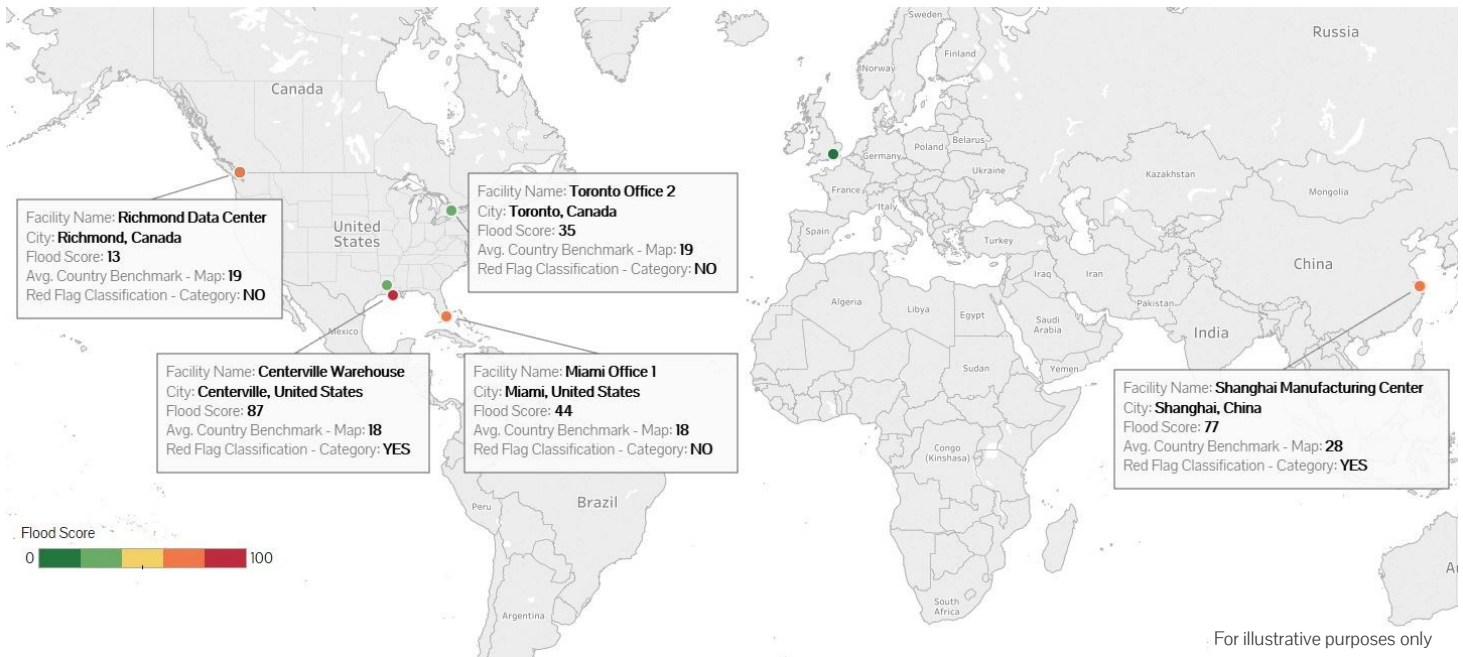 Sweden
Russia
Finland
Norway
Canada
Belarus
Poland
Germany
Ukraine
Kazakhstan
France
Mongolia
Italy
Spain
Turkey
China
Iraq
Iran
Algeria
Libya
Egypt
Pakistan
Saudi
Arabia
India
United
States
Mexico
Sudan
Yemen
Facility Name: Richmond Data Center
City: Richmond, Canada
Flood Score: 13
Avg. Country Benchmark - Map: 19
Red Flag Classification - Category: NO
Facility Name: Toronto Office 2
City: Toronto, Canada
Flood Score: 35
Avg. Country Benchmark - Map: 19
Red Flag Classification - Category: NO
Facility Name: Centerville Warehouse
City: Centerville, United States
Flood Score: 87
Avg. Country Benchmark - Map: 18
Red Flag Classification - Category: YES
Facility Name: Miami Office 1
City: Miami, United States
Flood Score: 44
Avg. Country Benchmark - Map: 18
Red Flag Classification - Category: NO
Facility Name: Shanghai Manufacturing Center
City: Shanghai, China
Flood Score: 77
Avg. Country Benchmark - Map: 28
Red Flag Classification - Category: YES
Congo
(Kinshasa)
Brazil
Peru
Flood Score
0
100
South
Africa
Argentina
For illustrative purposes only